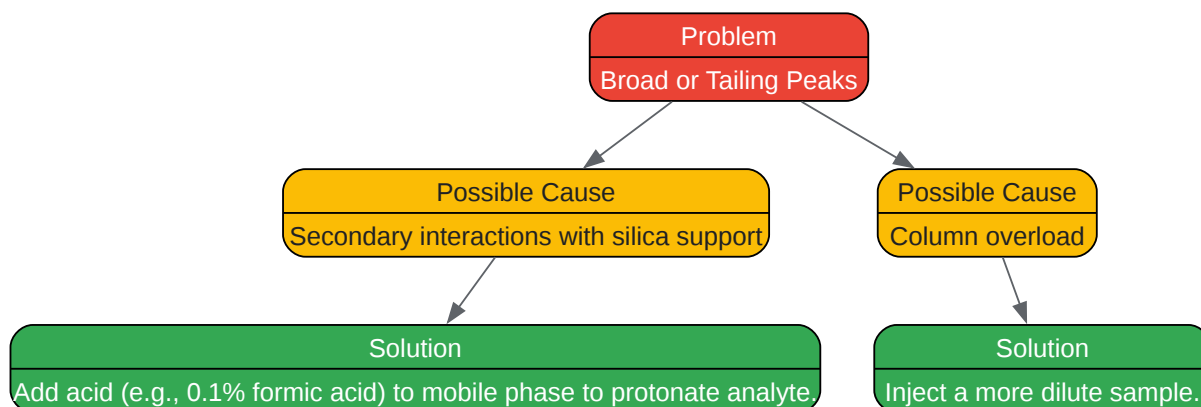 Problem
Broad or Tailing Peaks
Possible Cause
Secondary interactions with silica support
Possible Cause
Column overload
Solution
Add acid (e.g., 0.1% formic acid) to mobile phase to protonate analyte.
Solution
Inject a more dilute sample.